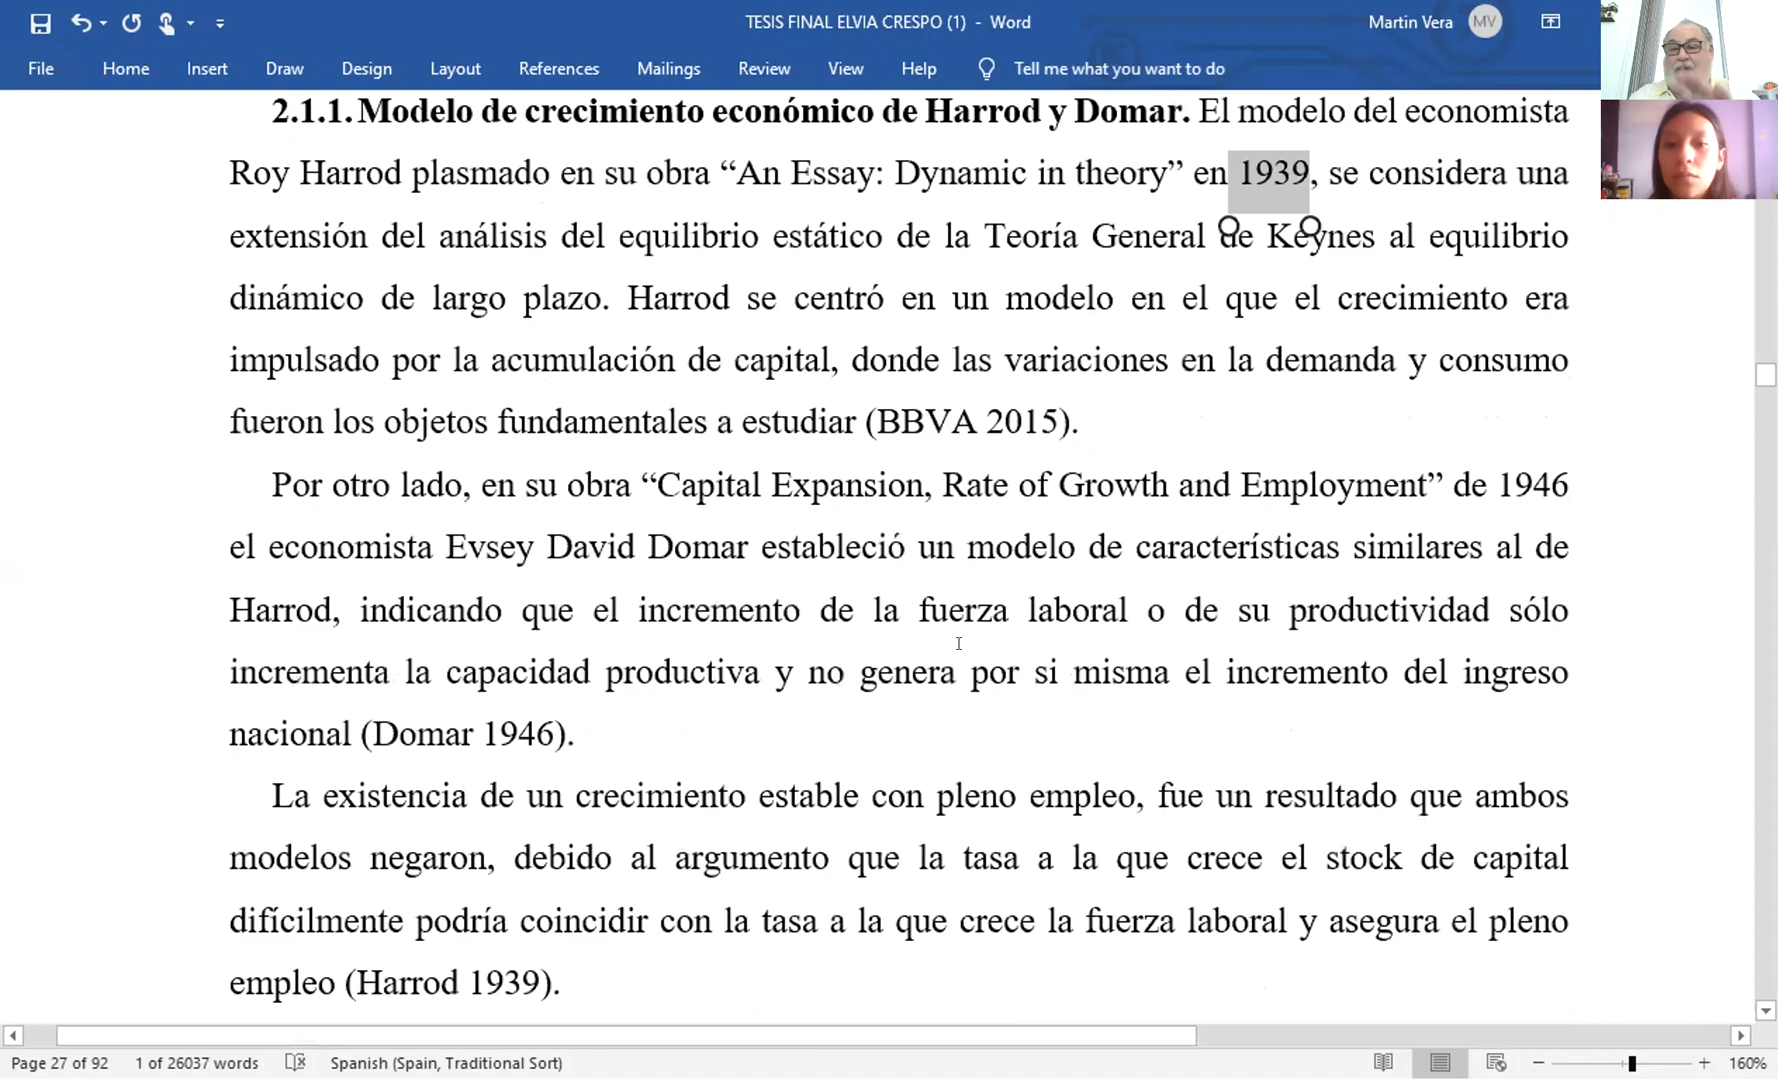 TESIS FINAL ELVIA CRESPO (1) - Word
Martin Vera MV
File Home Insert Draw Design Layout References Mailings Review View Help Tell me what you want to do
2.1.1. Modelo de crecimiento económico de Harrod y Domar. El modelo del economista
Roy Harrod plasmado en su obra “An Essay: Dynamic in theory” en 1939, se considera una
extensión del análisis del equilibrio estático de la Teoría General de Keynes al equilibrio
dinámico de largo plazo. Harrod se centró en un modelo en el que el crecimiento era
impulsado por la acumulación de capital, donde las variaciones en la demanda y consumo
fueron los objetos fundamentales a estudiar (BBVA 2015).
Por otro lado, en su obra “Capital Expansion, Rate of Growth and Employment” de 1946
el economista Evsey David Domar estableció un modelo de características similares al de
Harrod, indicando que el incremento de la fuerza laboral o de su productividad sólo
incrementa la capacidad productiva y no genera por si misma el incremento del ingreso
nacional (Domar 1946).
La existencia de un crecimiento estable con pleno empleo, fue un resultado que ambos
modelos negaron, debido al argumento que la tasa a la que crece el stock de capital
difícilmente podría coincidir con la tasa a la que crece la fuerza laboral y asegura el pleno
empleo (Harrod 1939).
Page 27 of 92 1 of 26037 words Spanish (Spain, Traditional Sort) 160%